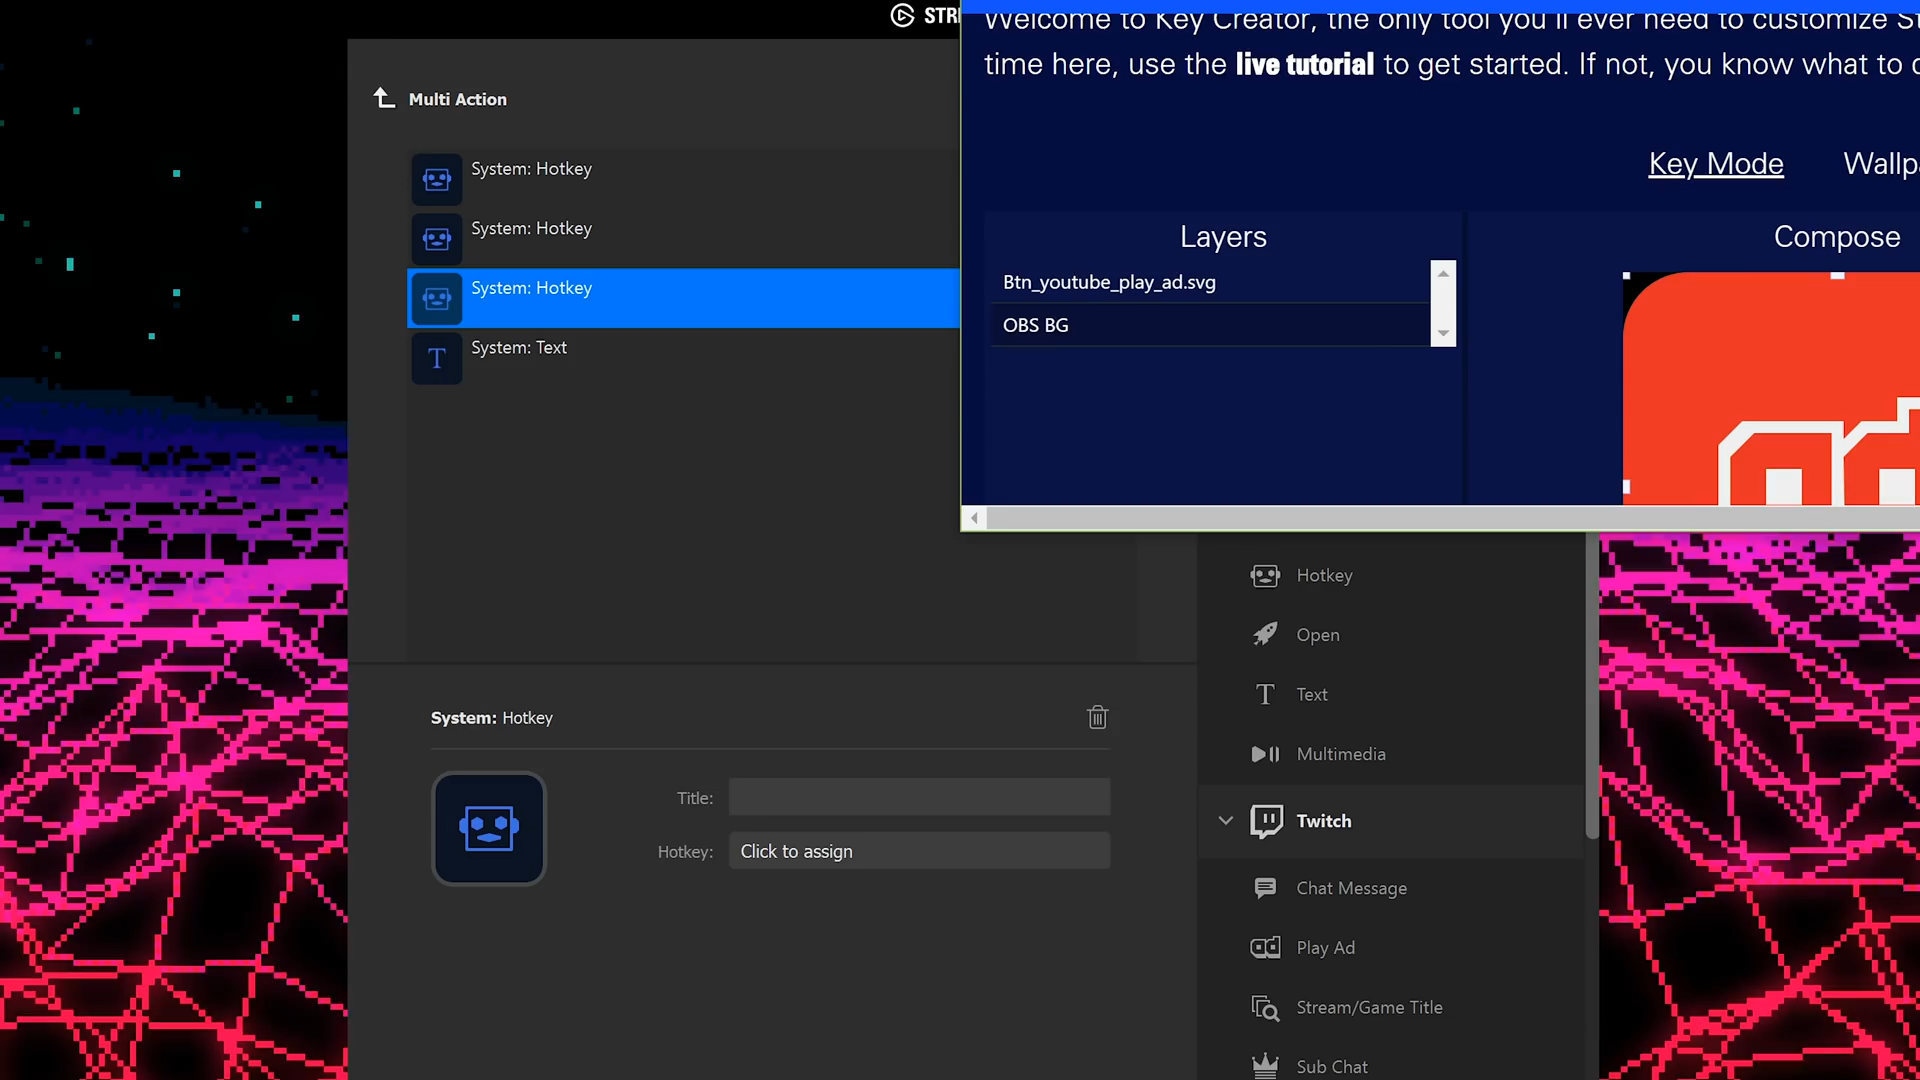 STRE
Multi Action
System: Hotkey
System: Hotkey
System: Hotkey
T System: Text
System: Hotkey
Title:
Hotkey: Click to assign
Welcome to Key Creator, the only tool you'll ever need to customize St
time here, use the live tutorial to get started. If not, you know what to d
Key Mode Wallpa
Layers
Compose
Btn_youtube_play_ad.svg
OBS BG
Hotkey
Open
T Text
Multimedia
Twitch
Chat Message
Play Ad
Stream/Game Title
Sub Chat